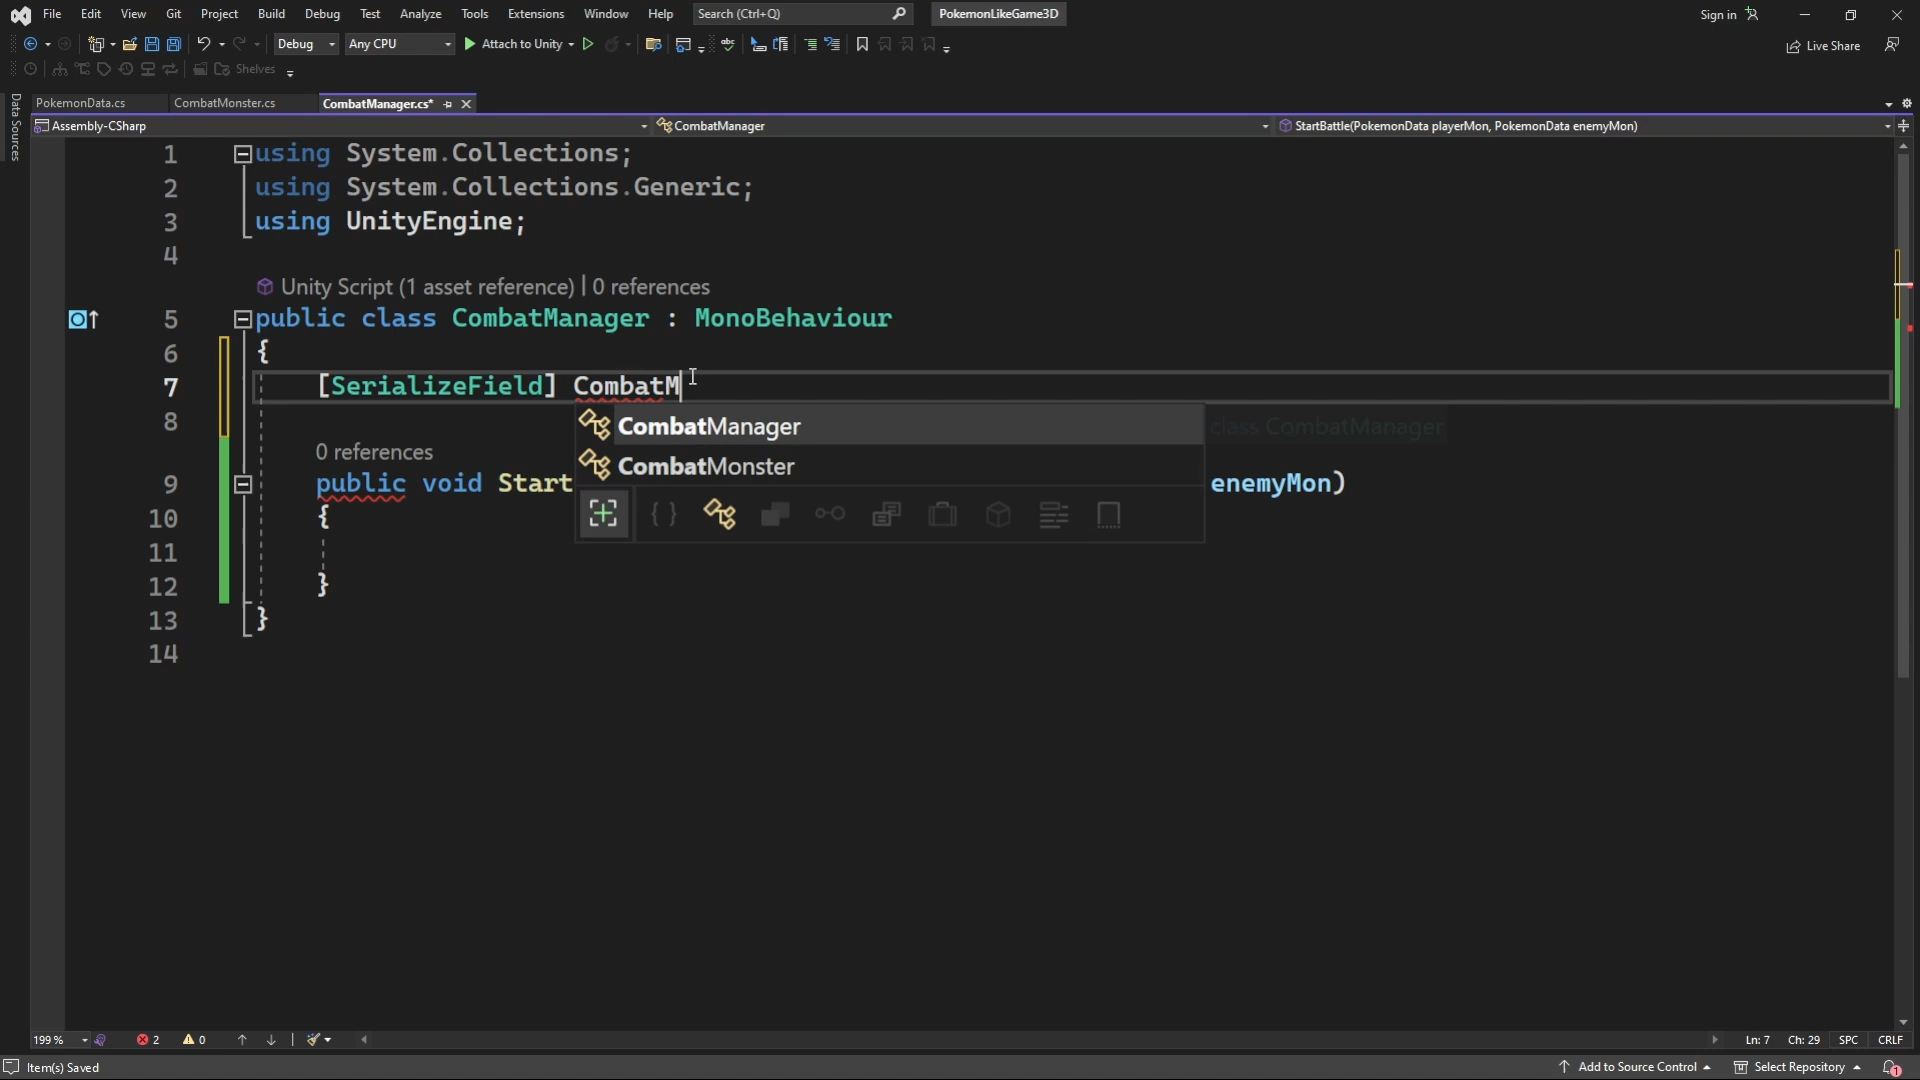 File Edit View Git Project Build Debug Test Analyze Tools Extensions Window Help Search (Ctrl+Q) PokemonLikeGame3D Sign in
Debug Any CPU Attach to Unity Live Share
Shelves
Data Sources
PokemonData.cs CombatMonster.cs CombatManager.cs*
Assembly-CSharp CombatManager StartBattle(PokemonData playerMon, PokemonData enemyMon)
1 using System.Collections;
2 using System.Collections.Generic;
3 using UnityEngine;
4
Unity Script (1 asset reference) | 0 references
5 public class CombatManager : MonoBehaviour
6 {
7 [SerializeField] CombatM
8 CombatManager class CombatManager
0 references CombatMonster
9 public void Start enemyMon)
10 {
11
12 }
13 }
14
199 % 2 0 Ln: 7 Ch: 29 SPC CRLF
Item(s) Saved Add to Source Control Select Repository 1